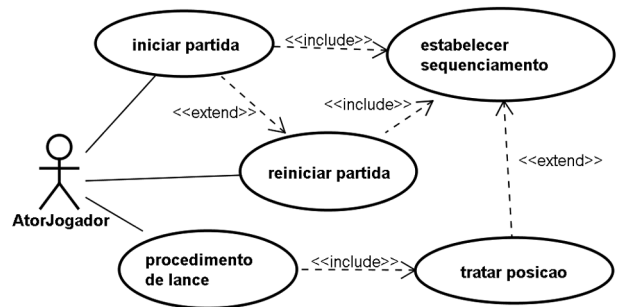 iniciar partida
<<include>>
estabelecer
sequenciamento
<<extend>>
<<include>>
reiniciar partida
<<extend>>
AtorJogador
procedimento
de lance
<<include>>
tratar posicao